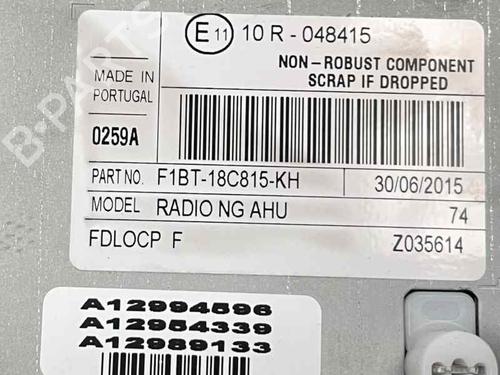 E 11 10 R - 048415
NON - ROBUST COMPONENT
SCRAP IF DROPPED
MADE IN
PORTUGAL
0259A
PART NO. F1BT-18C815-KH 30/06/2015
MODEL RADIO NG AHU 74
FDLOCP F Z035614
A12994596
A12954339
A12989133
B-PARTS